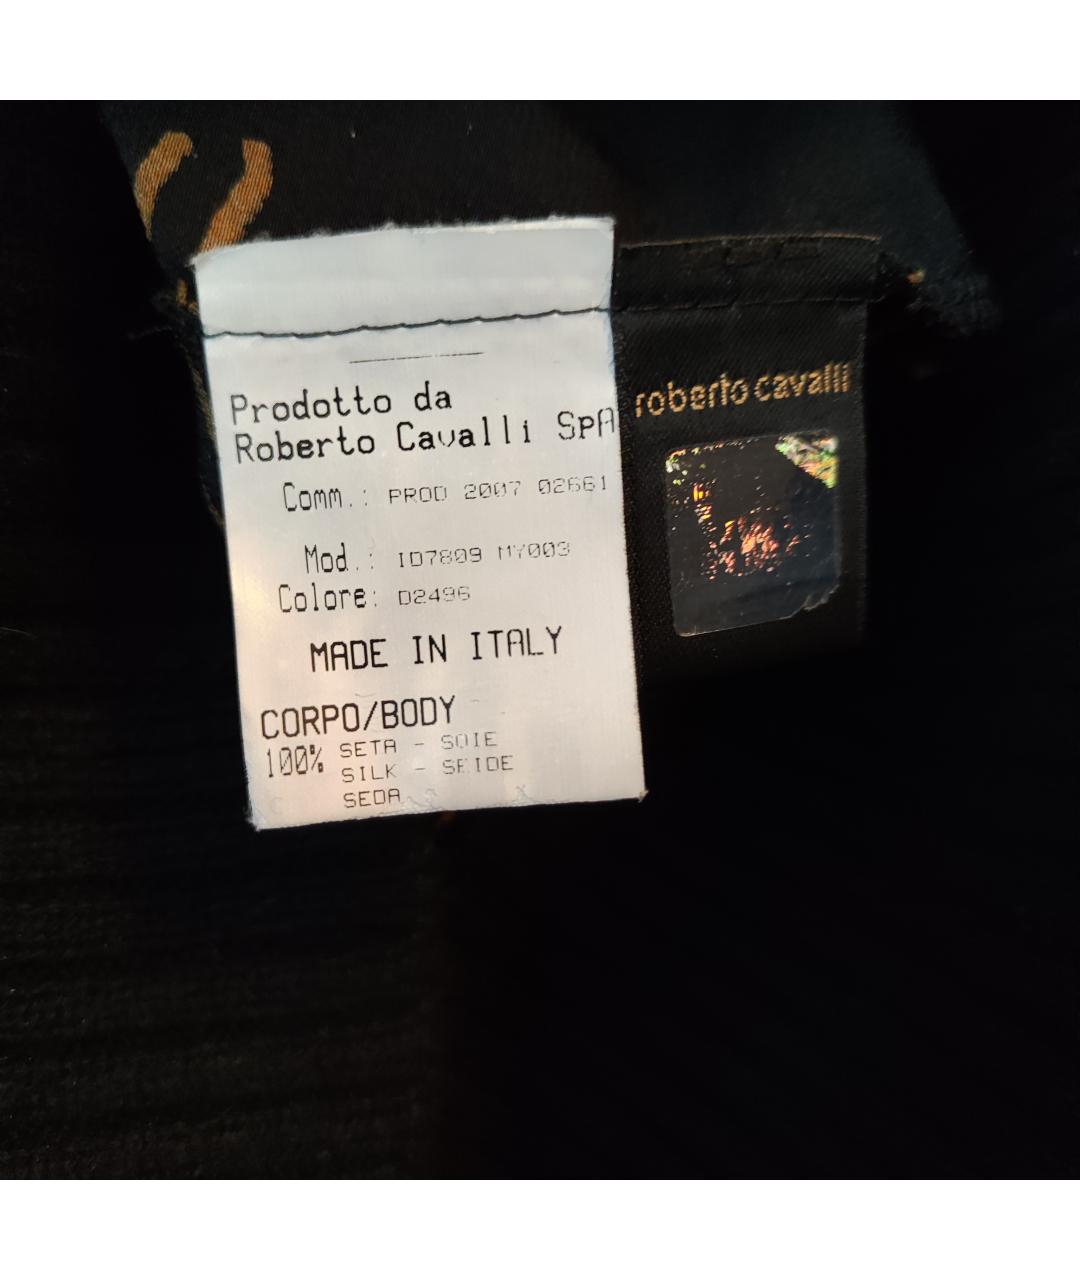 Prodotto da
Roberto Cavalli SpA
Comm.: PROD 2007 02661
Mod.: ID7809 MY003
Colore: D2496
MADE IN ITALY
CORPO/BODY
100% SETA - SOIE
SILK - SEIDE
SEDA
roberto cavalli